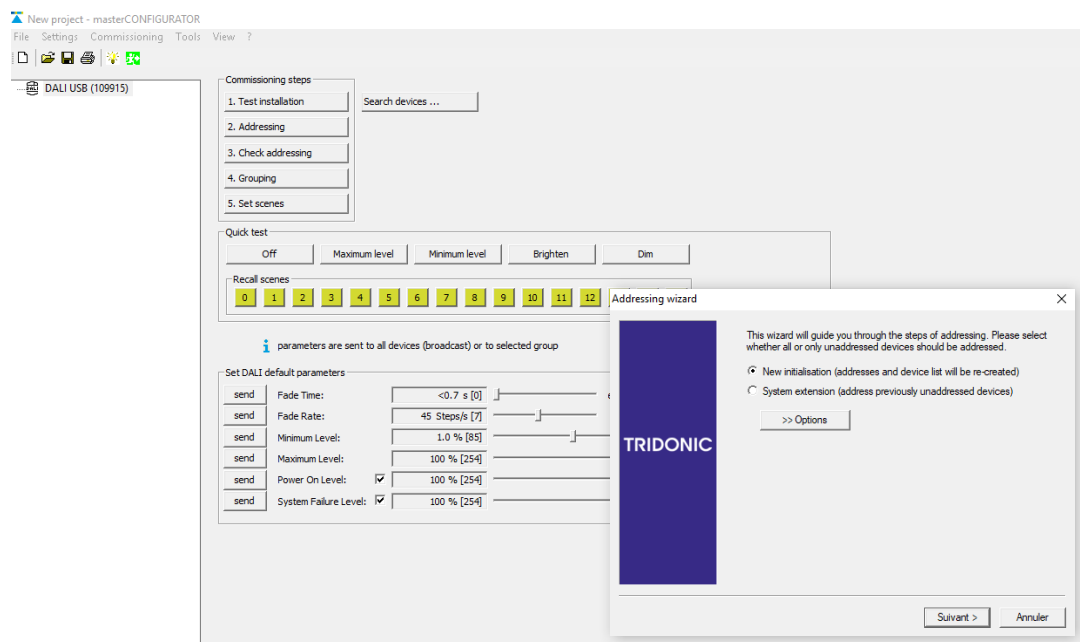 New project - masterCONFIGURATOR
File Settings Commissioning Tools View ?
DALI USB (109915)
Commissioning steps
1. Test installation
Search devices ...
2. Addressing
3. Check addressing
4. Grouping
5. Set scenes
Quick test
Off Maximum level Minimum level Brighten Dim
Recall scenes
0 1 2 3 4 5 6 7 8 9 10 11 12
parameters are sent to all devices (broadcast) or to selected group
Set DALI default parameters
send Fade Time: <0.7 s [0]
send Fade Rate: 45 Steps/s [7]
send Minimum Level: 1.0 % [85]
send Maximum Level: 100 % [254]
send Power On Level: 100 % [254]
send System Failure Level: 100 % [254]
Addressing wizard
TRIDONIC
This wizard will guide you through the steps of addressing. Please select
whether all or only unaddressed devices should be addressed.
New initialisation (addresses and device list will be re-created)
System extension (address previously unaddressed devices)
>> Options
Suivant > Annuler